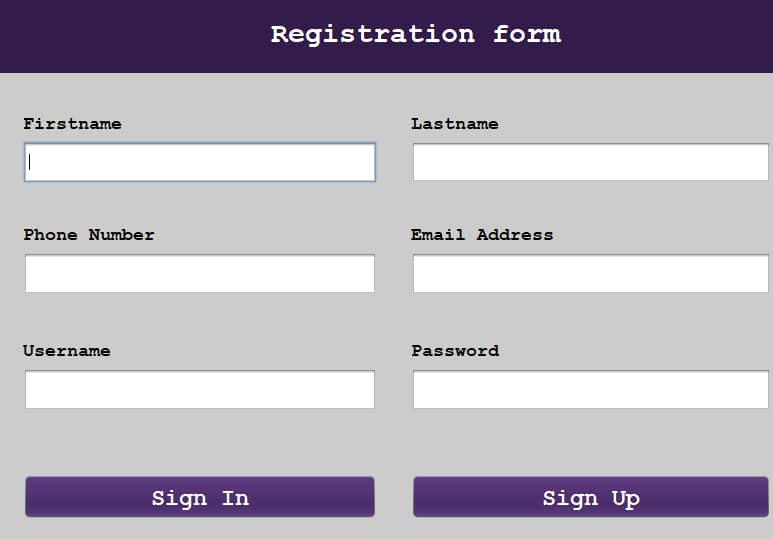 Registration form
Firstname
Lastname
Phone Number
Email Address
Username
Password
Sign In
Sign Up